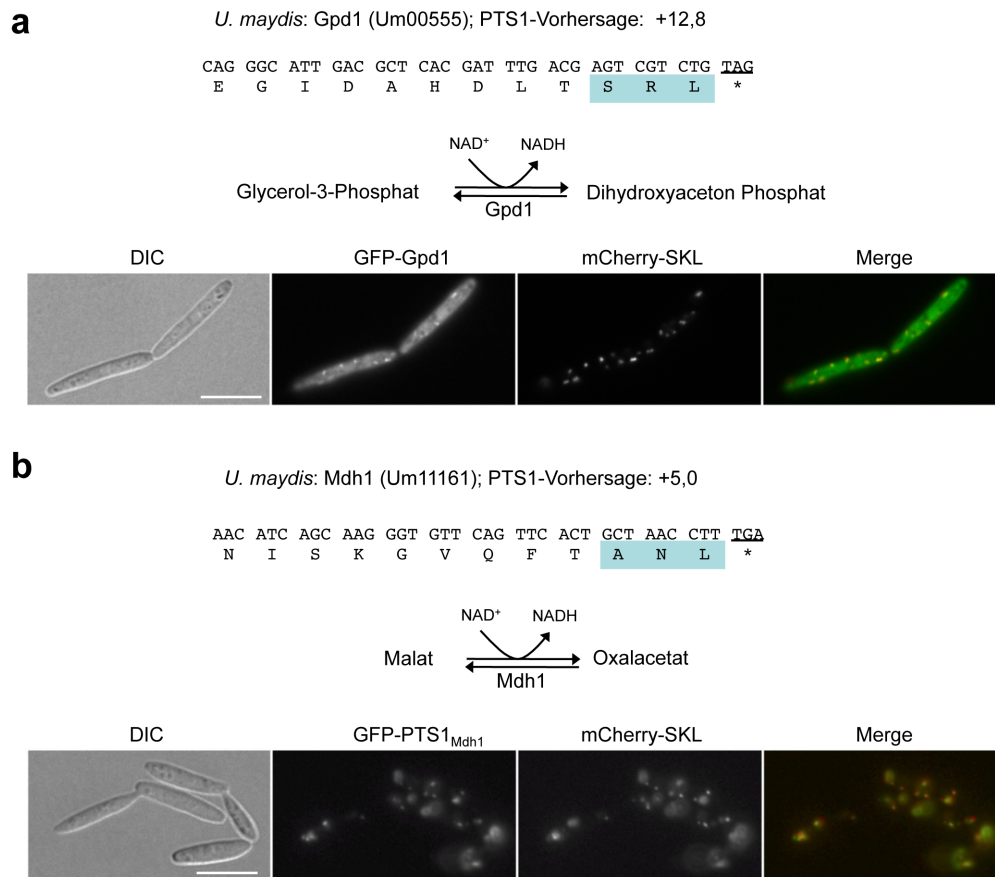 a
U. maydis: Gpd1 (Um00555); PTS1-Vorhersage: +12,8
CAG GGC ATT GAC GCT CAC GAT TTG ACG AGT CGT CTG TAG
E G I D A H D L T S R L *
NAD+ NADH
Glycerol-3-Phosphat Dihydroxyaceton Phosphat
Gpd1
DIC GFP-Gpd1 mCherry-SKL Merge
b
U. maydis: Mdh1 (Um11161); PTS1-Vorhersage: +5,0
AAC ATC AGC AAG GGT GTT CAG TTC ACT GCT AAC CTT TGA
N I S K G V Q F T A N L *
NAD+ NADH
Malat Oxalacetat
Mdh1
DIC GFP-PTS1Mdh1 mCherry-SKL Merge